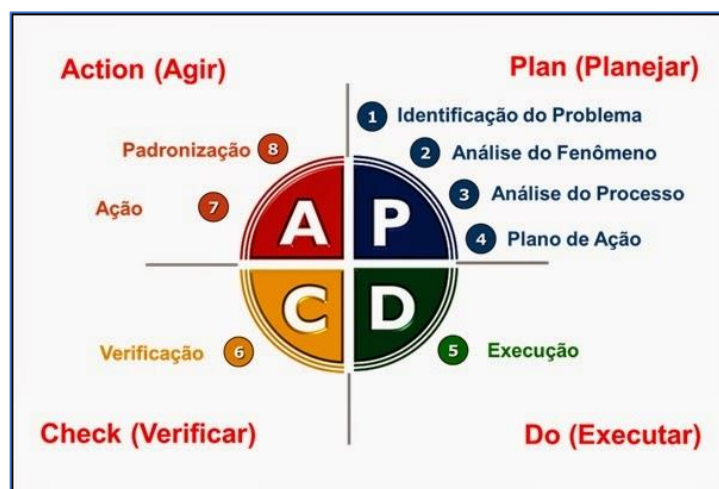 Action (Agir)
Plan (Planejar)
1 Identificação do Problema
2 Análise do Fenômeno
3 Análise do Processo
4 Plano de Ação
Padronização 8
Ação 7
A P
C D
Verificação 6
5 Execução
Check (Verificar)
Do (Executar)